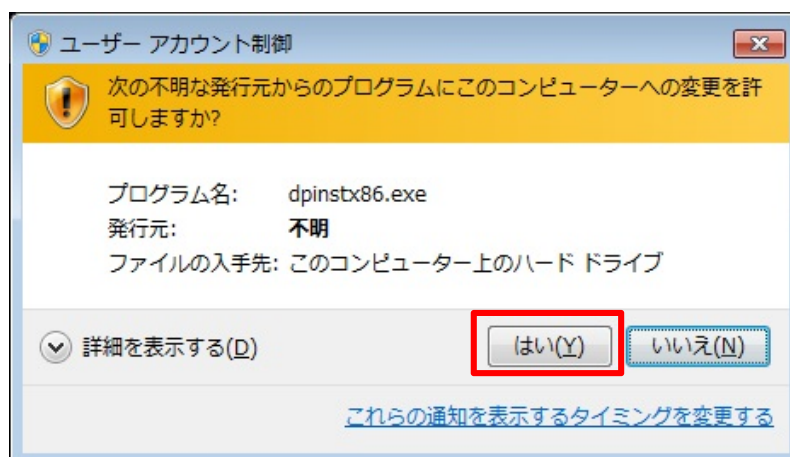 ユーザー アカウント制御
次の不明な発行元からのプログラムにこのコンピューターへの変更を許
可しますか?
プログラム名: dpinstx86.exe
発行元: 不明
ファイルの入手先: このコンピューター上のハード ドライブ
詳細を表示する(D) はい(Y) いいえ(N)
これらの通知を表示するタイミングを変更する